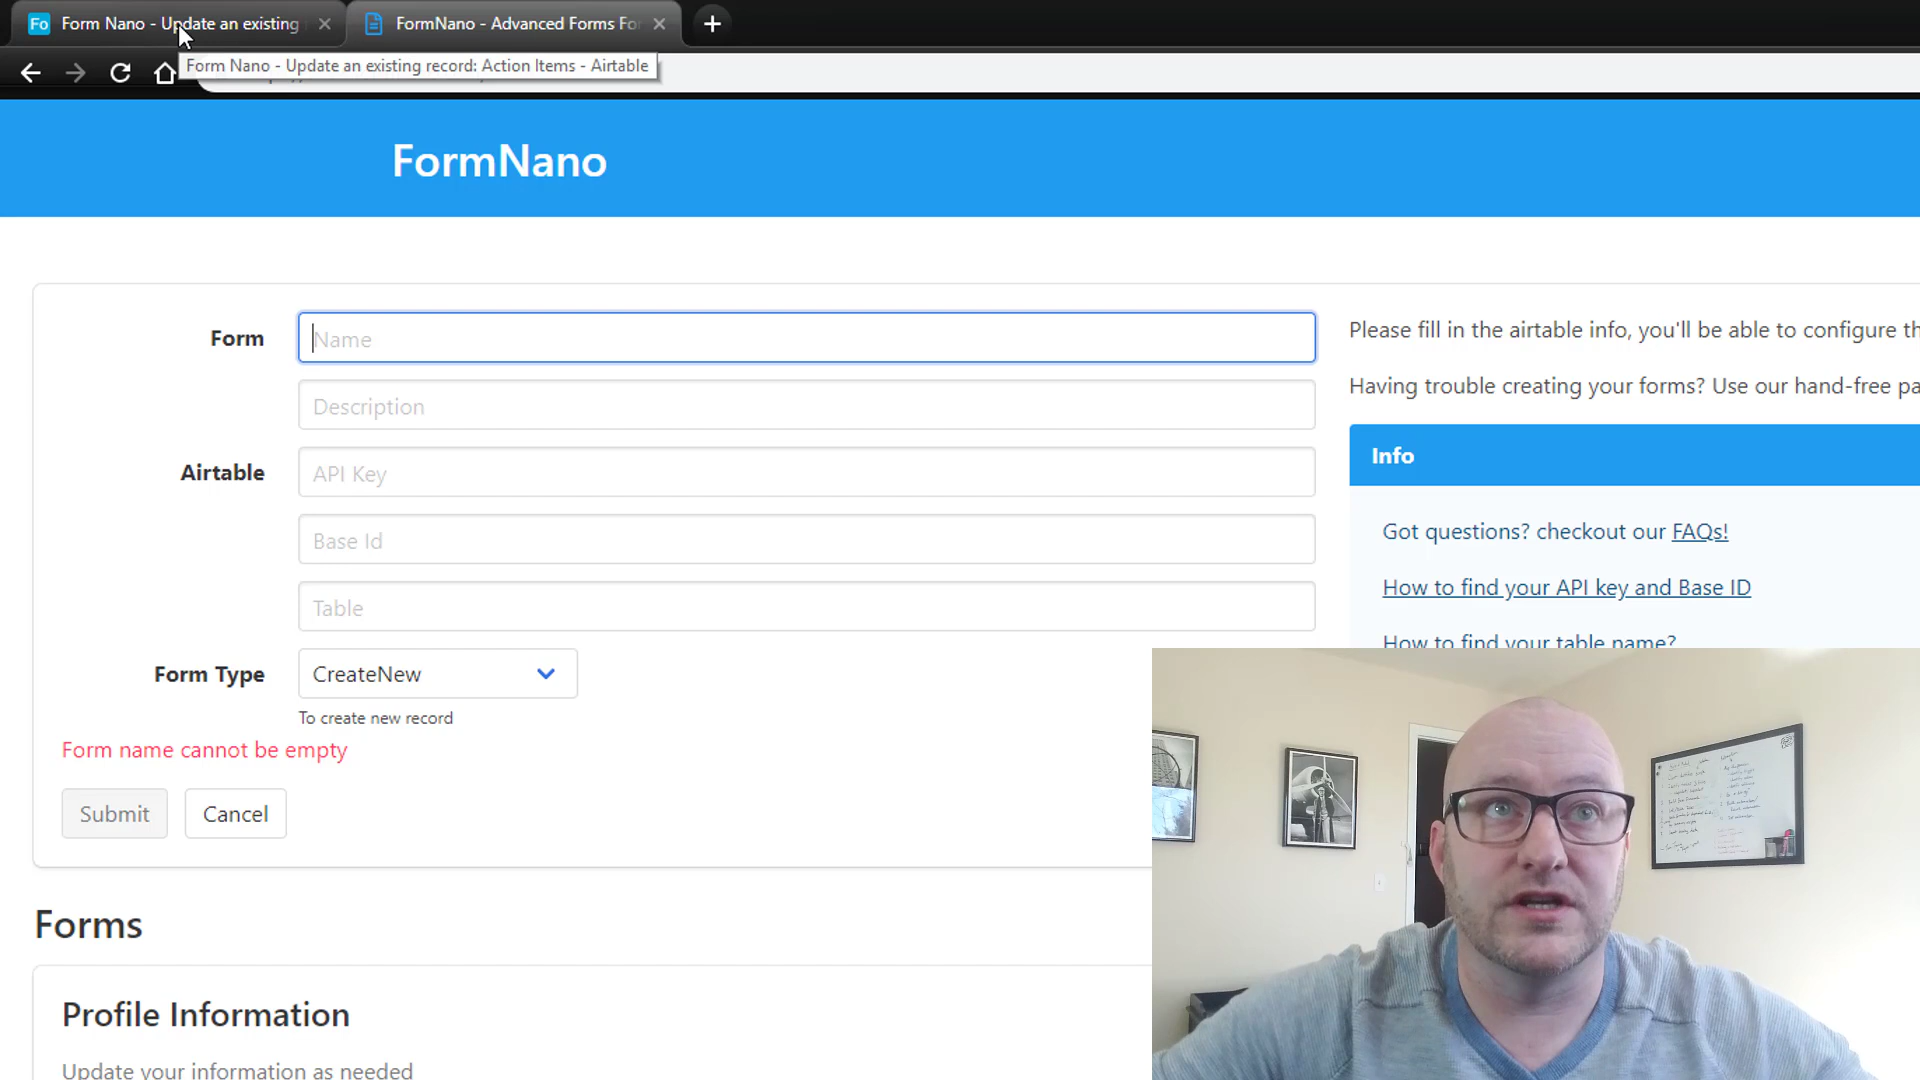 Fo Form Nano - Update an existing
FormNano - Advanced Forms For
Form Nano - Update an existing record: Action Items - Airtable
FormNano
Form
Name
Description
Airtable
API Key
Base Id
Table
Form Type
CreateNew
To create new record
Form name cannot be empty
Submit
Cancel
Please fill in the airtable info, you'll be able to configure th
Having trouble creating your forms? Use our hand-free pa
Info
Got questions? checkout our FAQs!
How to find your API key and Base ID
How to find your table name?
Forms
Profile Information
Update your information as needed